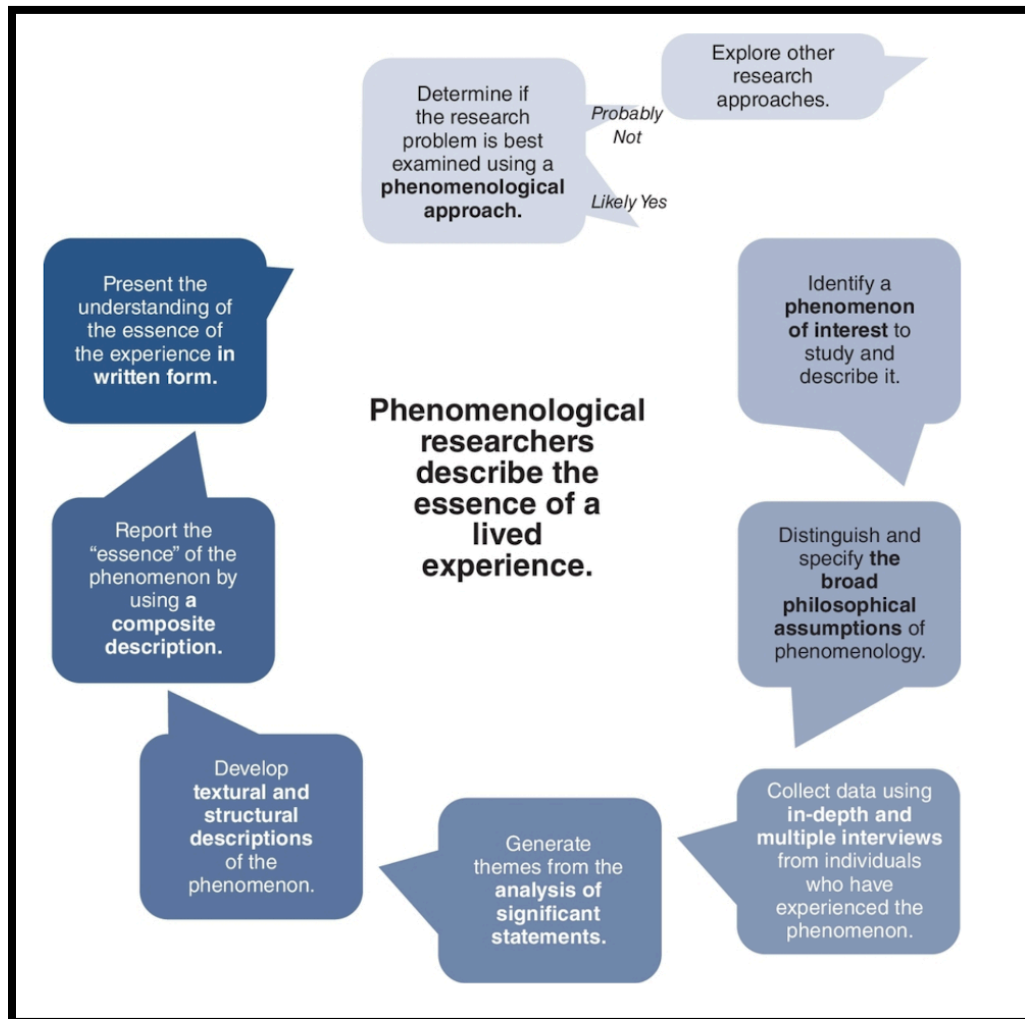 Determine if
the research
problem is best
examined using a
phenomenological
approach.
Probably
Not
Likely Yes
Explore other
research
approaches.
Identify a
phenomenon
of interest to
study and
describe it.
Distinguish and
specify the
broad
philosophical
assumptions of
phenomenology.
Collect data using
in-depth and
multiple interviews
from individuals
who have
experienced the
phenomenon.
Generate
themes from the
analysis of
significant
statements.
Develop
textural and
structural
descriptions
of the
phenomenon.
Report the
“essence” of the
phenomenon by
using a
composite
description.
Present the
understanding of
the essence of
the experience in
written form.
Phenomenological
researchers
describe the
essence of a
lived
experience.